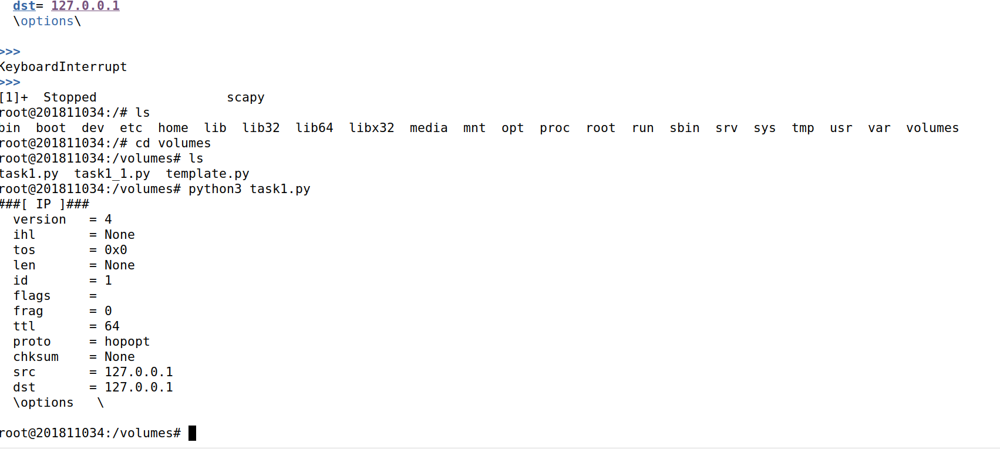 dst= 127.0.0.1
\options\
>>>
KeyboardInterrupt
>>>
[1]+  Stopped                 scapy
root@201811034:/# ls
bin  boot  dev  etc  home  lib  lib32  lib64  libx32  media  mnt  opt  proc  root  run  sbin  srv  sys  tmp  usr  var  volumes
root@201811034:/# cd volumes
root@201811034:/volumes# ls
task1.py  task1_1.py  template.py
root@201811034:/volumes# python3 task1.py
###[ IP ]###
  version   = 4
  ihl       = None
  tos       = 0x0
  len       = None
  id        = 1
  flags     =
  frag      = 0
  ttl       = 64
  proto     = hopopt
  chksum    = None
  src       = 127.0.0.1
  dst       = 127.0.0.1
  \options   \
root@201811034:/volumes#